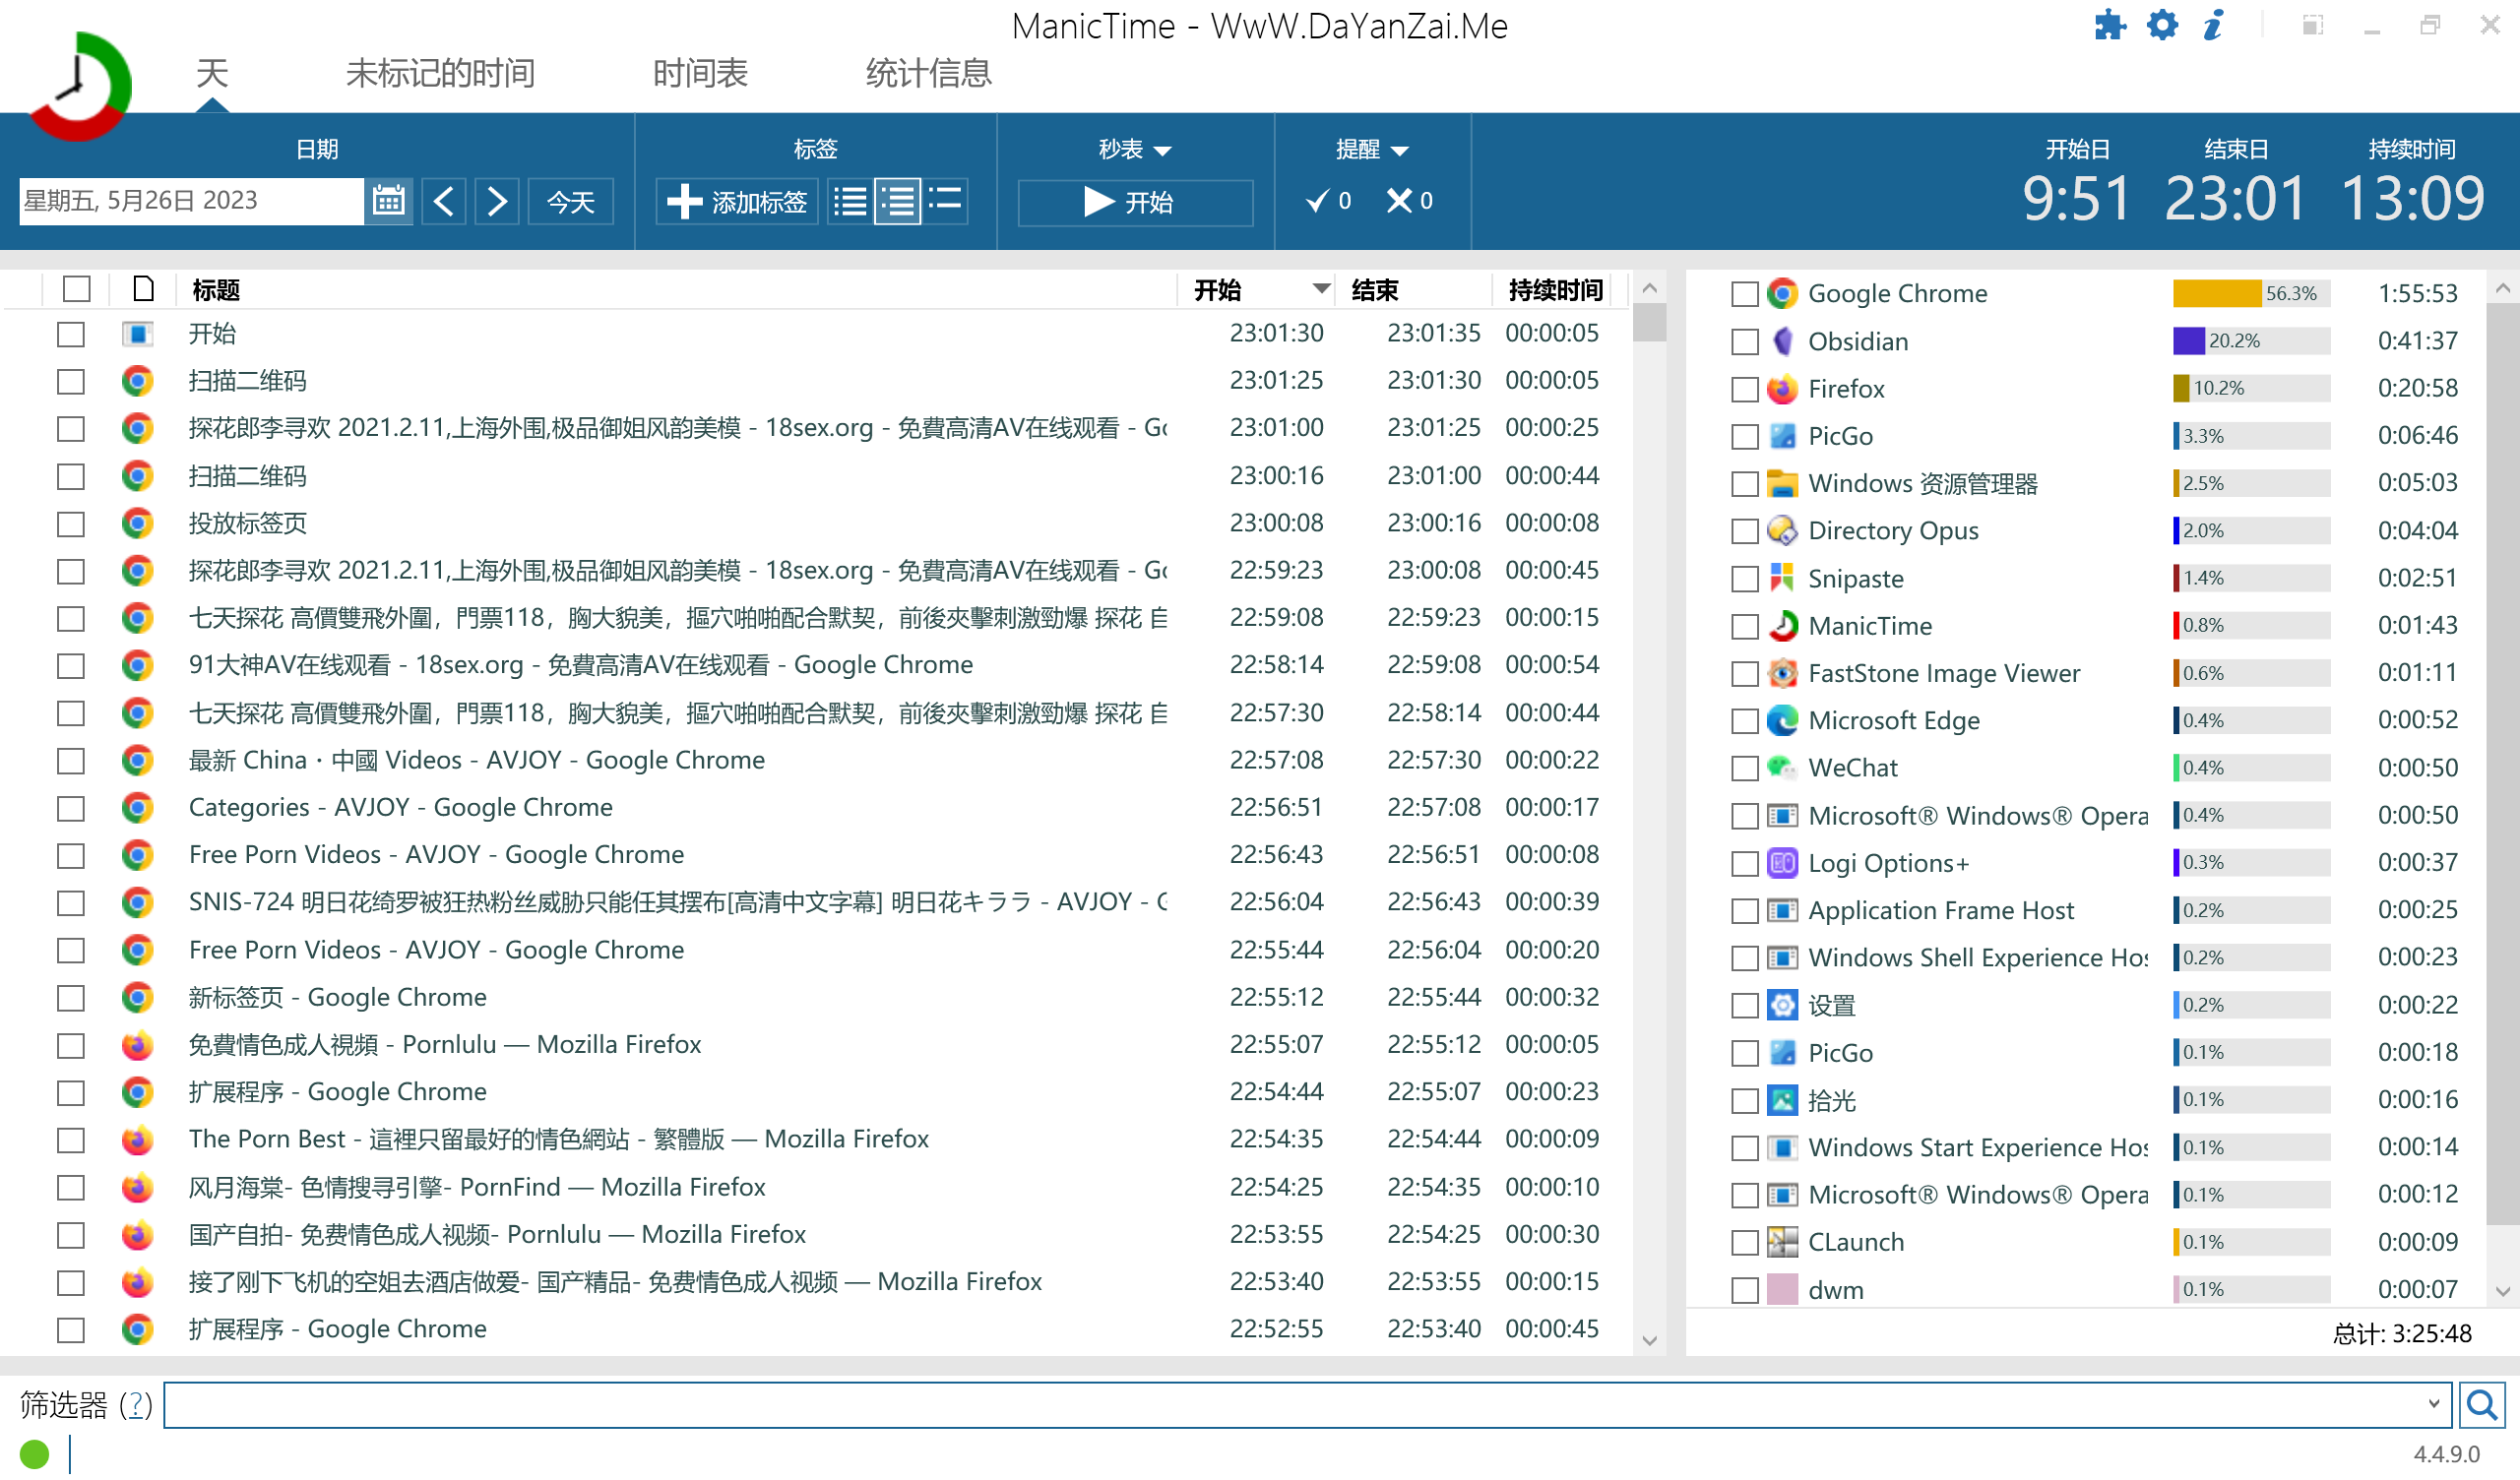 ManicTime - WwW.DaYanZai.Me
天 未标记的时间 时间表 统计信息
日期 标签 秒表 提醒 开始日 结束日 持续时间
星期五, 5月26日 2023 今天 添加标签 开始 0 0 9:51 23:01 13:09
标题 开始 结束 持续时间
开始 23:01:30 23:01:35 00:00:05
扫描二维码 23:01:25 23:01:30 00:00:05
探花郎李寻欢 2021.2.11,上海外围,极品御姐风韵美模 - 18sex.org - 免費高清AV在线观看 - Go 23:01:00 23:01:25 00:00:25
扫描二维码 23:00:16 23:01:00 00:00:44
投放标签页 23:00:08 23:00:16 00:00:08
探花郎李寻欢 2021.2.11,上海外围,极品御姐风韵美模 - 18sex.org - 免費高清AV在线观看 - Go 22:59:23 23:00:08 00:00:45
七天探花 高價雙飛外圍，門票118，胸大貌美，摳穴啪啪配合默契，前後夾擊刺激勁爆 探花 自 22:59:08 22:59:23 00:00:15
91大神AV在线观看 - 18sex.org - 免費高清AV在线观看 - Google Chrome 22:58:14 22:59:08 00:00:54
七天探花 高價雙飛外圍，門票118，胸大貌美，摳穴啪啪配合默契，前後夾擊刺激勁爆 探花 自 22:57:30 22:58:14 00:00:44
最新 China・中國 Videos - AVJOY - Google Chrome 22:57:08 22:57:30 00:00:22
Categories - AVJOY - Google Chrome 22:56:51 22:57:08 00:00:17
Free Porn Videos - AVJOY - Google Chrome 22:56:43 22:56:51 00:00:08
SNIS-724 明日花绮罗被狂热粉丝威胁只能任其摆布[高清中文字幕] 明日花キララ - AVJOY - G 22:56:04 22:56:43 00:00:39
Free Porn Videos - AVJOY - Google Chrome 22:55:44 22:56:04 00:00:20
新标签页 - Google Chrome 22:55:12 22:55:44 00:00:32
免費情色成人視頻 - Pornlulu — Mozilla Firefox 22:55:07 22:55:12 00:00:05
扩展程序 - Google Chrome 22:54:44 22:55:07 00:00:23
The Porn Best - 這裡只留最好的情色網站 - 繁體版 — Mozilla Firefox 22:54:35 22:54:44 00:00:09
风月海棠- 色情搜寻引擎- PornFind — Mozilla Firefox 22:54:25 22:54:35 00:00:10
国产自拍- 免费情色成人视频- Pornlulu — Mozilla Firefox 22:53:55 22:54:25 00:00:30
接了刚下飞机的空姐去酒店做爱- 国产精品- 免费情色成人视频 — Mozilla Firefox 22:53:40 22:53:55 00:00:15
扩展程序 - Google Chrome 22:52:55 22:53:40 00:00:45
Google Chrome 56.3% 1:55:53
Obsidian 20.2% 0:41:37
Firefox 10.2% 0:20:58
PicGo 3.3% 0:06:46
Windows 资源管理器 2.5% 0:05:03
Directory Opus 2.0% 0:04:04
Snipaste 1.4% 0:02:51
ManicTime 0.8% 0:01:43
FastStone Image Viewer 0.6% 0:01:11
Microsoft Edge 0.4% 0:00:52
WeChat 0.4% 0:00:50
Microsoft® Windows® Opera 0.4% 0:00:50
Logi Options+ 0.3% 0:00:37
Application Frame Host 0.2% 0:00:25
Windows Shell Experience Hos 0.2% 0:00:23
设置 0.2% 0:00:22
PicGo 0.1% 0:00:18
拾光 0.1% 0:00:16
Windows Start Experience Hos 0.1% 0:00:14
Microsoft® Windows® Opera 0.1% 0:00:12
CLaunch 0.1% 0:00:09
dwm 0.1% 0:00:07
总计: 3:25:48
筛选器 (?)
4.4.9.0